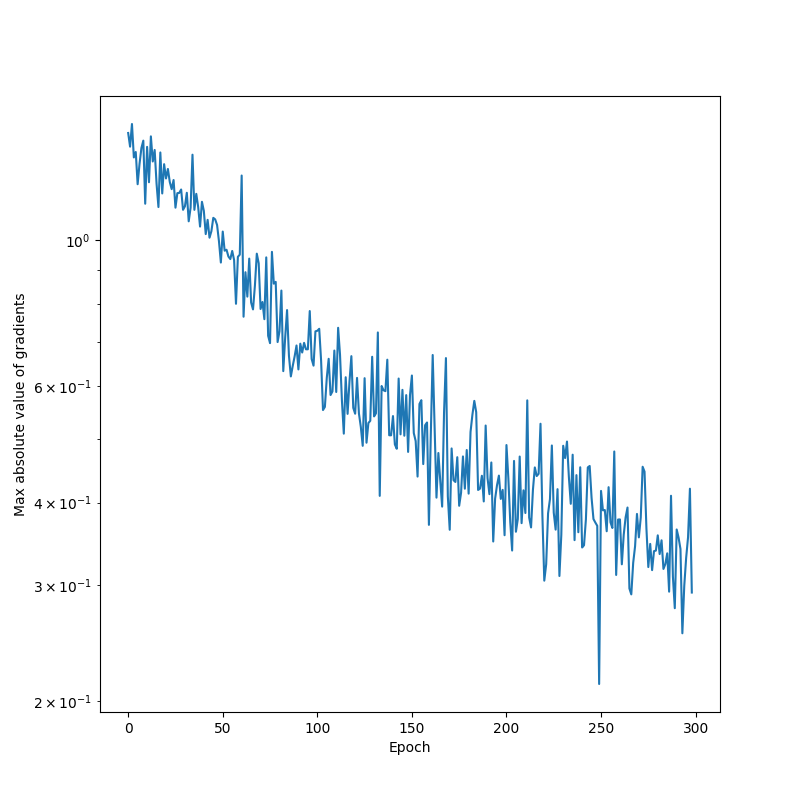 Max absolute value of gradients
10⁰
6 × 10⁻¹
4 × 10⁻¹
3 × 10⁻¹
2 × 10⁻¹
0 50 100 150 200 250 300
Epoch